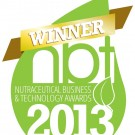 WINNER
nbt
NUTRACEUTICAL BUSINESS
& TECHNOLOGY AWARDS
2013